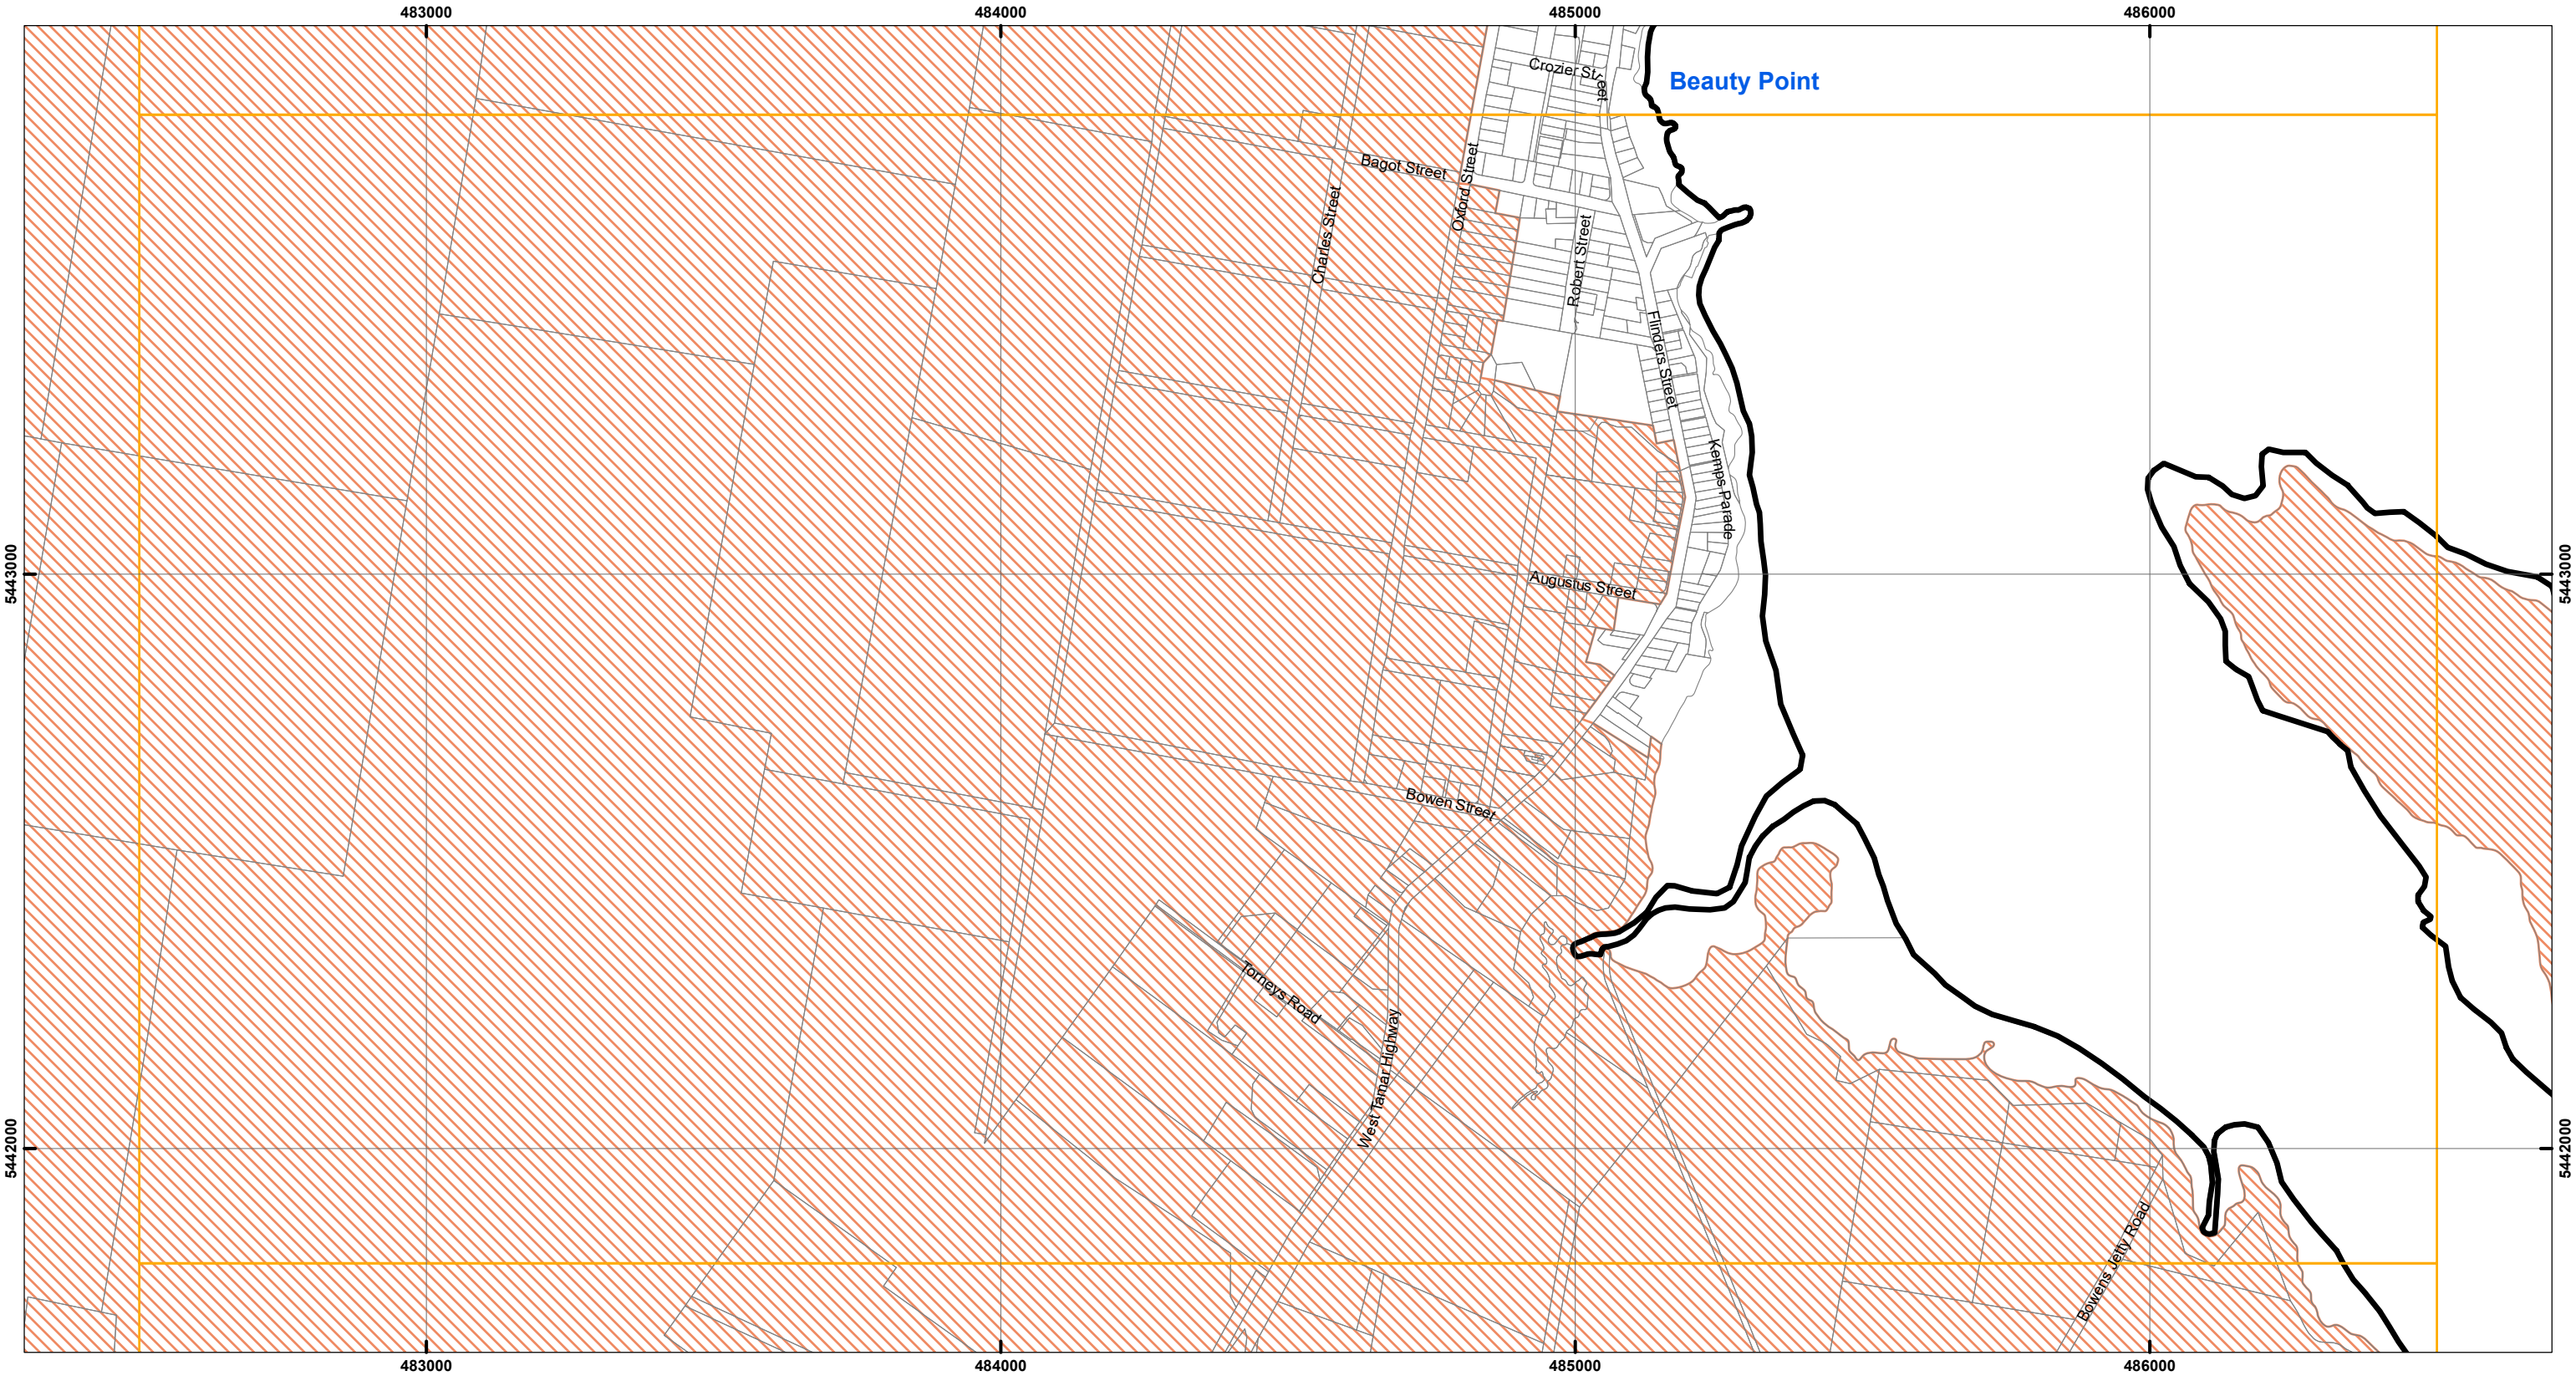 483000
484000
485000
486000
Crozier Street
Beauty Point
Bagot Street
Oxford Street
Charles Street
Robert Street
Flinders Street
Kemps Parade
5443000
5443000
Augustus Street
Bowen Street
Torneys Road
West Tamar Highway
5442000
5442000
Bowens Jetty Road
483000
484000
485000
486000